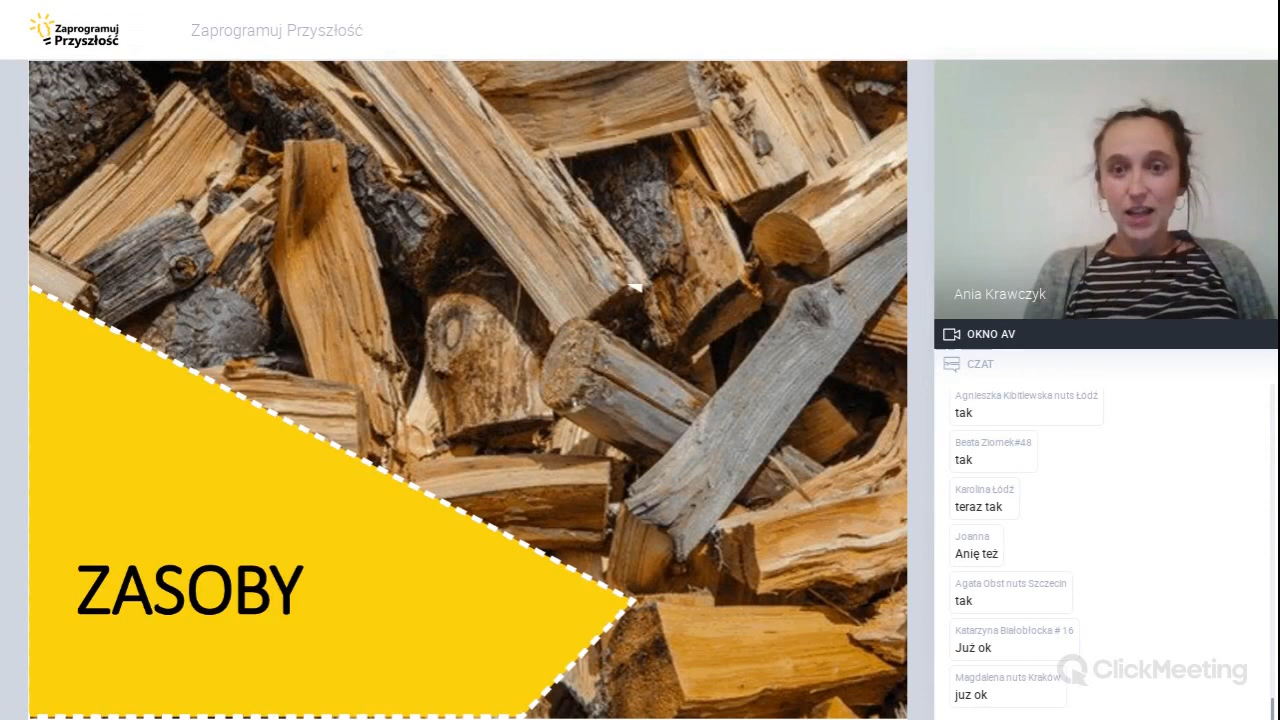 Zaprogramuj
Przyszłość
Zaprogramuj Przyszłość
ZASOBY
Ania Krawczyk
OKNO AV
CZAT
Agnieszka Kibitlewska nuts Łódź
tak
Beata Ziomek#48
tak
Karolina Łódź
teraz tak
Joanna
Anię też
Agata Obst nuts Szczecin
tak
Katarzyna Białobłocka # 16
Już ok
Magdalena nuts Kraków
juz ok
ClickMeeting